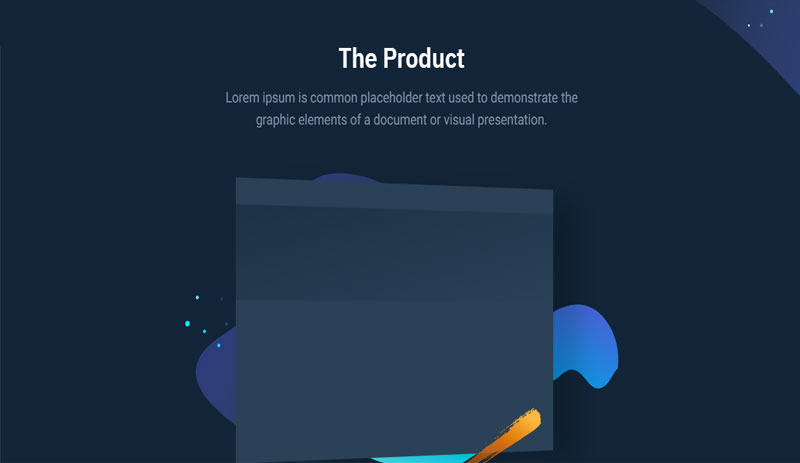 The Product
Lorem ipsum is common placeholder text used to demonstrate the
graphic elements of a document or visual presentation.